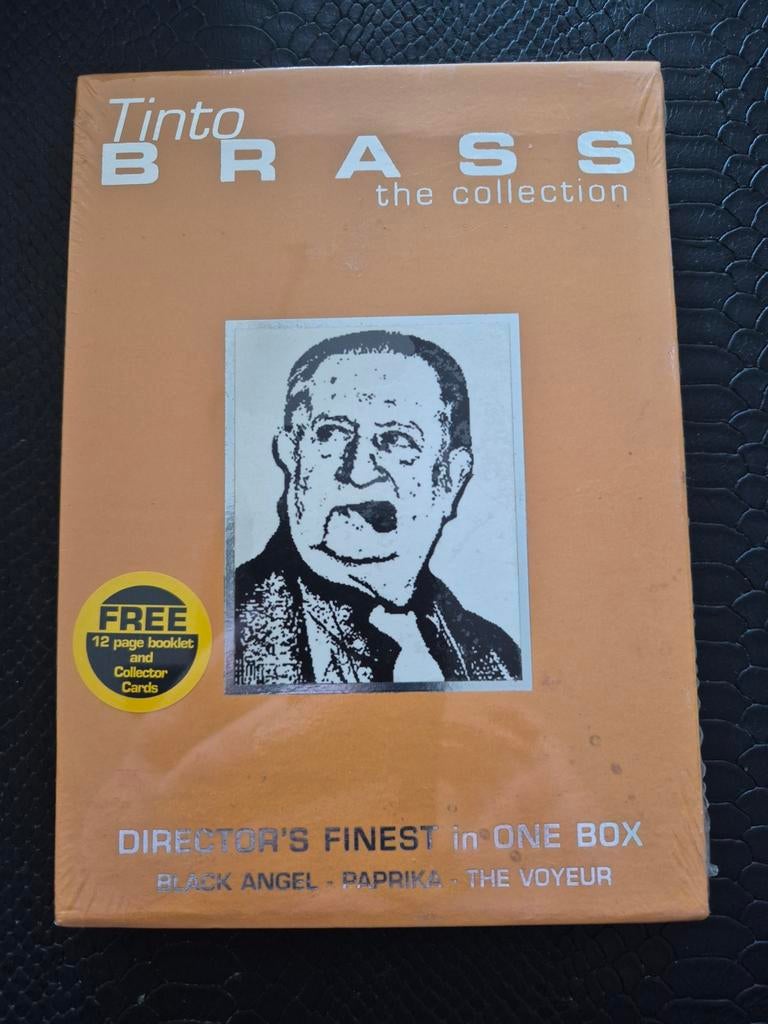 Tinto
BRASS
the collection
FREE
12 page booklet
and
Collector
Cards
DIRECTOR'S FINEST in ONE BOX
BLACK ANGEL - PAPRIKA - THE VOYEUR